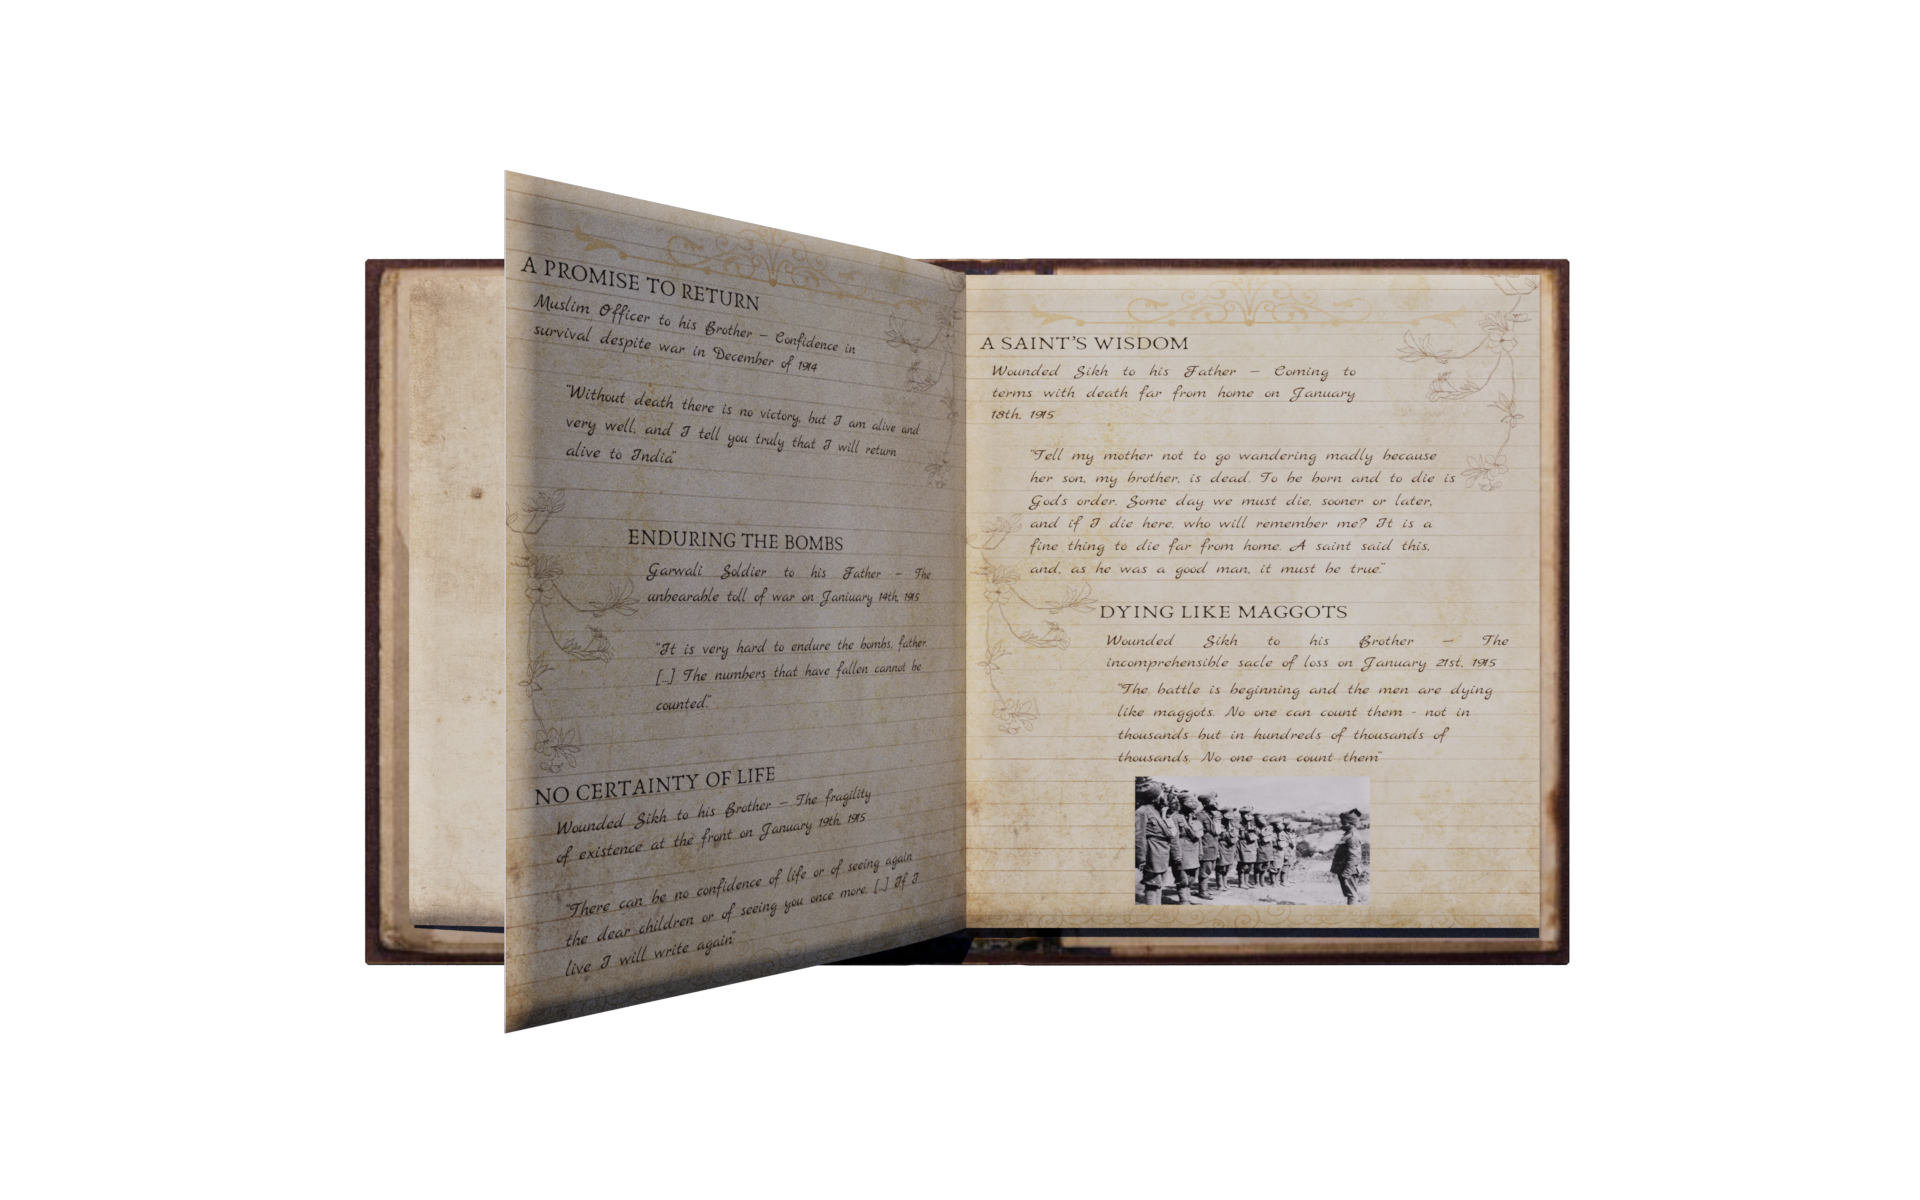 A PROMISE TO RETURN
Muslim Officer to his Brother – Confidence in
survival despite war in December of 1914
"Without death there is no victory, but I am alive and
very well, and I tell you truly that I will return
alive to India"
ENDURING THE BOMBS
Garwali Soldier to his Father – The
unbearable toll of war on Janiuary 14th, 1915
"It is very hard to endure the bombs, father.
[...] The numbers that have fallen cannot be
counted."
NO CERTAINTY OF LIFE
Wounded Sikh to his Brother – The fragility
of existence at the front on January 19th, 1915
"There can be no confidence of life or of seeing again
the dear children or of seeing you once more. [...] If I
live I will write again"
A SAINT'S WISDOM
Wounded Sikh to his Father – Coming to
terms with death far from home on January
18th, 1915
"Tell my mother not to go wandering madly because
her son, my brother, is dead. To be born and to die is
God's order. Some day we must die, sooner or later,
and if I die here, who will remember me? It is a
fine thing to die far from home. A saint said this,
and, as he was a good man, it must be true."
DYING LIKE MAGGOTS
Wounded Sikh to his Brother – The
incomprehensible sacle of loss on January 21st, 1915
"The battle is beginning and the men are dying
like maggots. No one can count them - not in
thousands but in hundreds of thousands of
thousands. No one can count them"